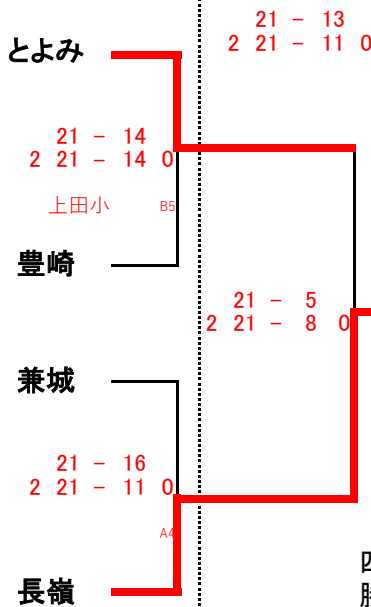 21 － 13
2 21 － 11 0
とよみ
21 － 14
2 21 － 14 0
上田小 B5
豊崎
21 － 5
2 21 － 8 0
兼城
21 － 16
2 21 － 11 0
A4
長嶺